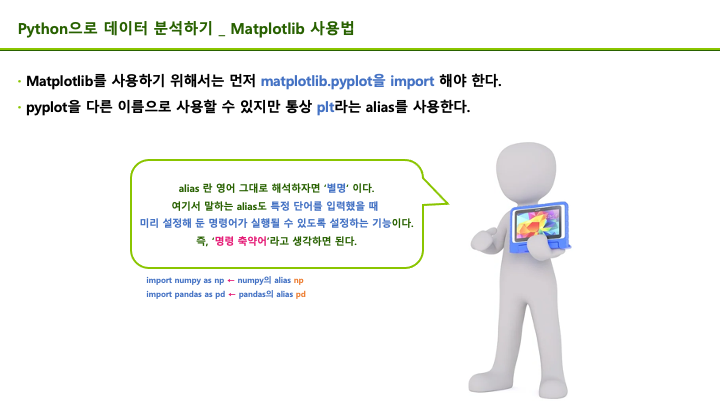 Python으로 데이터 분석하기 _ Matplotlib 사용법
· Matplotlib를 사용하기 위해서는 먼저 matplotlib.pyplot을 import 해야 한다.
· pyplot을 다른 이름으로 사용할 수 있지만 통상 plt라는 alias를 사용한다.
alias 란 영어 그대로 해석하자면 ‘별명’ 이다.
여기서 말하는 alias도 특정 단어를 입력했을 때
미리 설정해 둔 명령어가 실행될 수 있도록 설정하는 기능이다.
즉, ‘명령 축약어’라고 생각하면 된다.
import numpy as np ← numpy의 alias np
import pandas as pd ← pandas의 alias pd